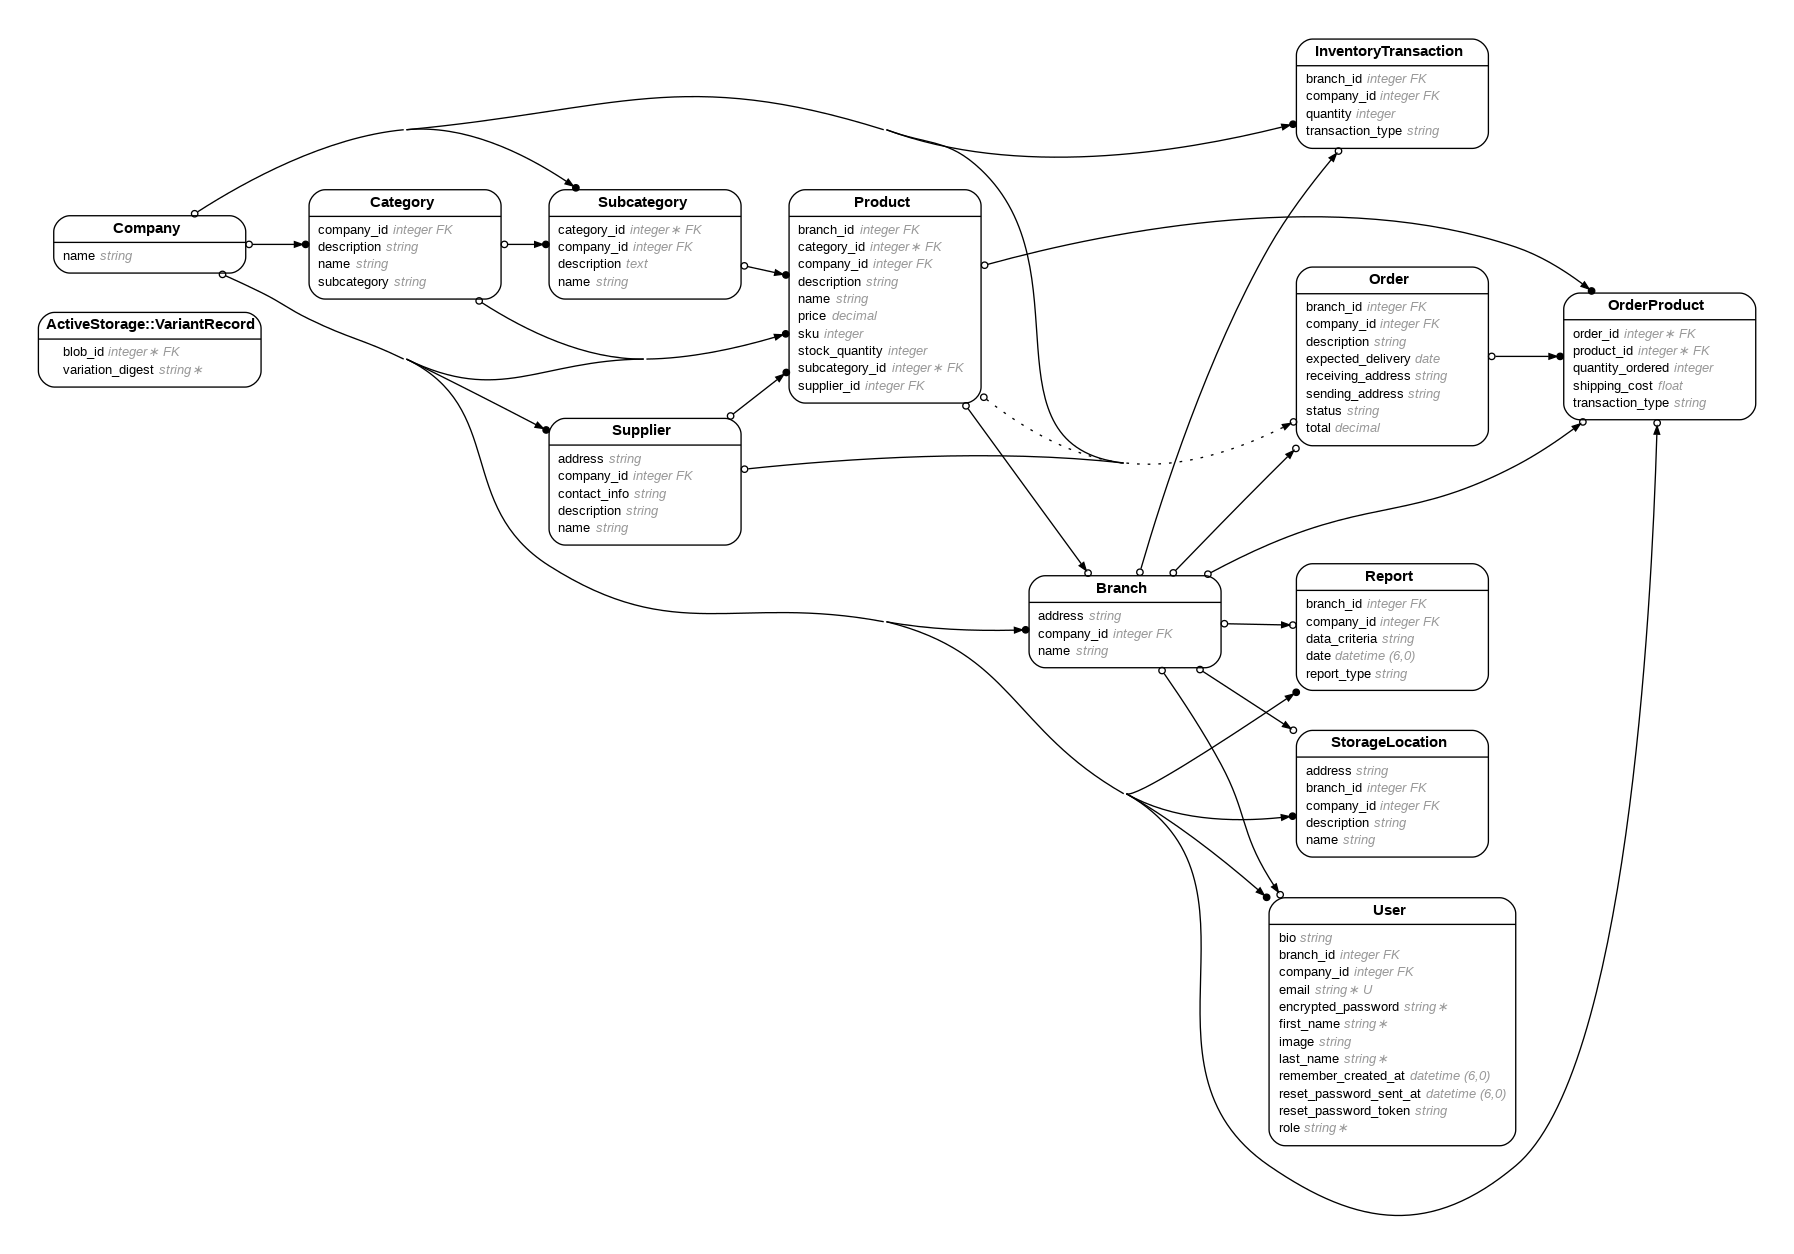 Company
name string
ActiveStorage::VariantRecord
blob_id integer∗ FK
variation_digest string∗
Category
company_id integer FK
description string
name string
subcategory string
Subcategory
category_id integer∗ FK
company_id integer FK
description text
name string
Supplier
address string
company_id integer FK
contact_info string
description string
name string
Product
branch_id integer FK
category_id integer∗ FK
company_id integer FK
description string
name string
price decimal
sku integer
stock_quantity integer
subcategory_id integer∗ FK
supplier_id integer FK
Branch
address string
company_id integer FK
name string
InventoryTransaction
branch_id integer FK
company_id integer FK
quantity integer
transaction_type string
Order
branch_id integer FK
company_id integer FK
description string
expected_delivery date
receiving_address string
sending_address string
status string
total decimal
OrderProduct
order_id integer∗ FK
product_id integer∗ FK
quantity_ordered integer
shipping_cost float
transaction_type string
Report
branch_id integer FK
company_id integer FK
data_criteria string
date datetime (6,0)
report_type string
StorageLocation
address string
branch_id integer FK
company_id integer FK
description string
name string
User
bio string
branch_id integer FK
company_id integer FK
email string∗ U
encrypted_password string∗
first_name string∗
image string
last_name string∗
remember_created_at datetime (6,0)
reset_password_sent_at datetime (6,0)
reset_password_token string
role string∗